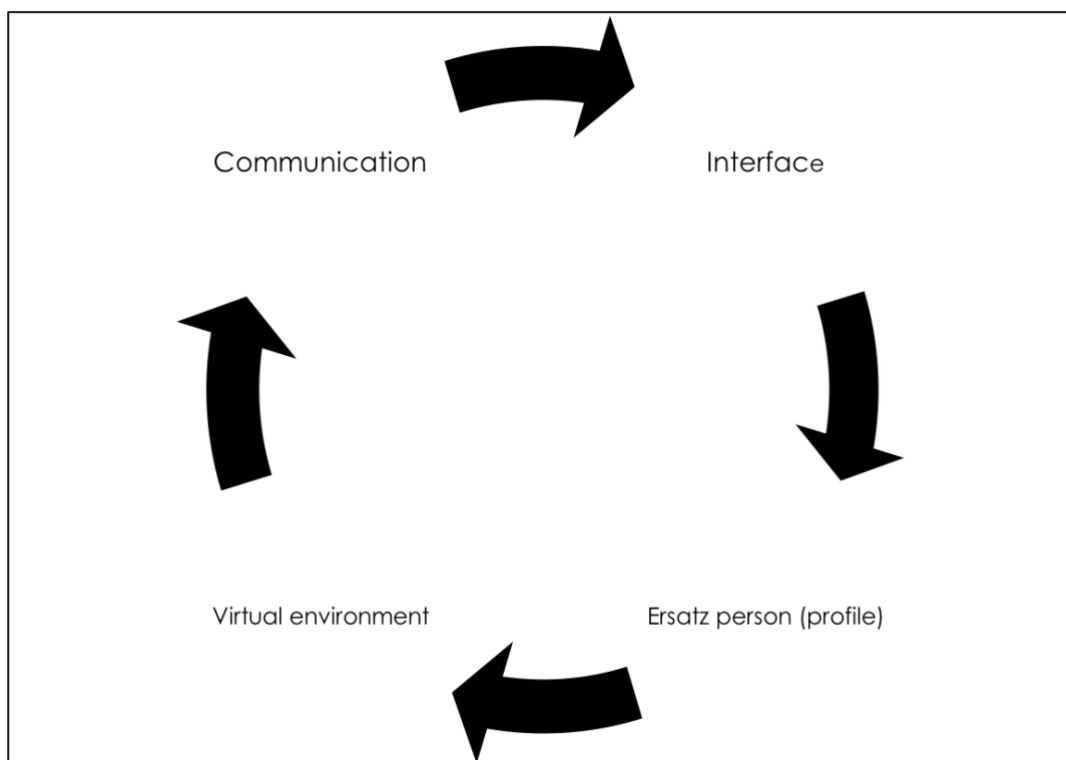 Communication
Interface
Virtual environment
Ersatz person (profile)